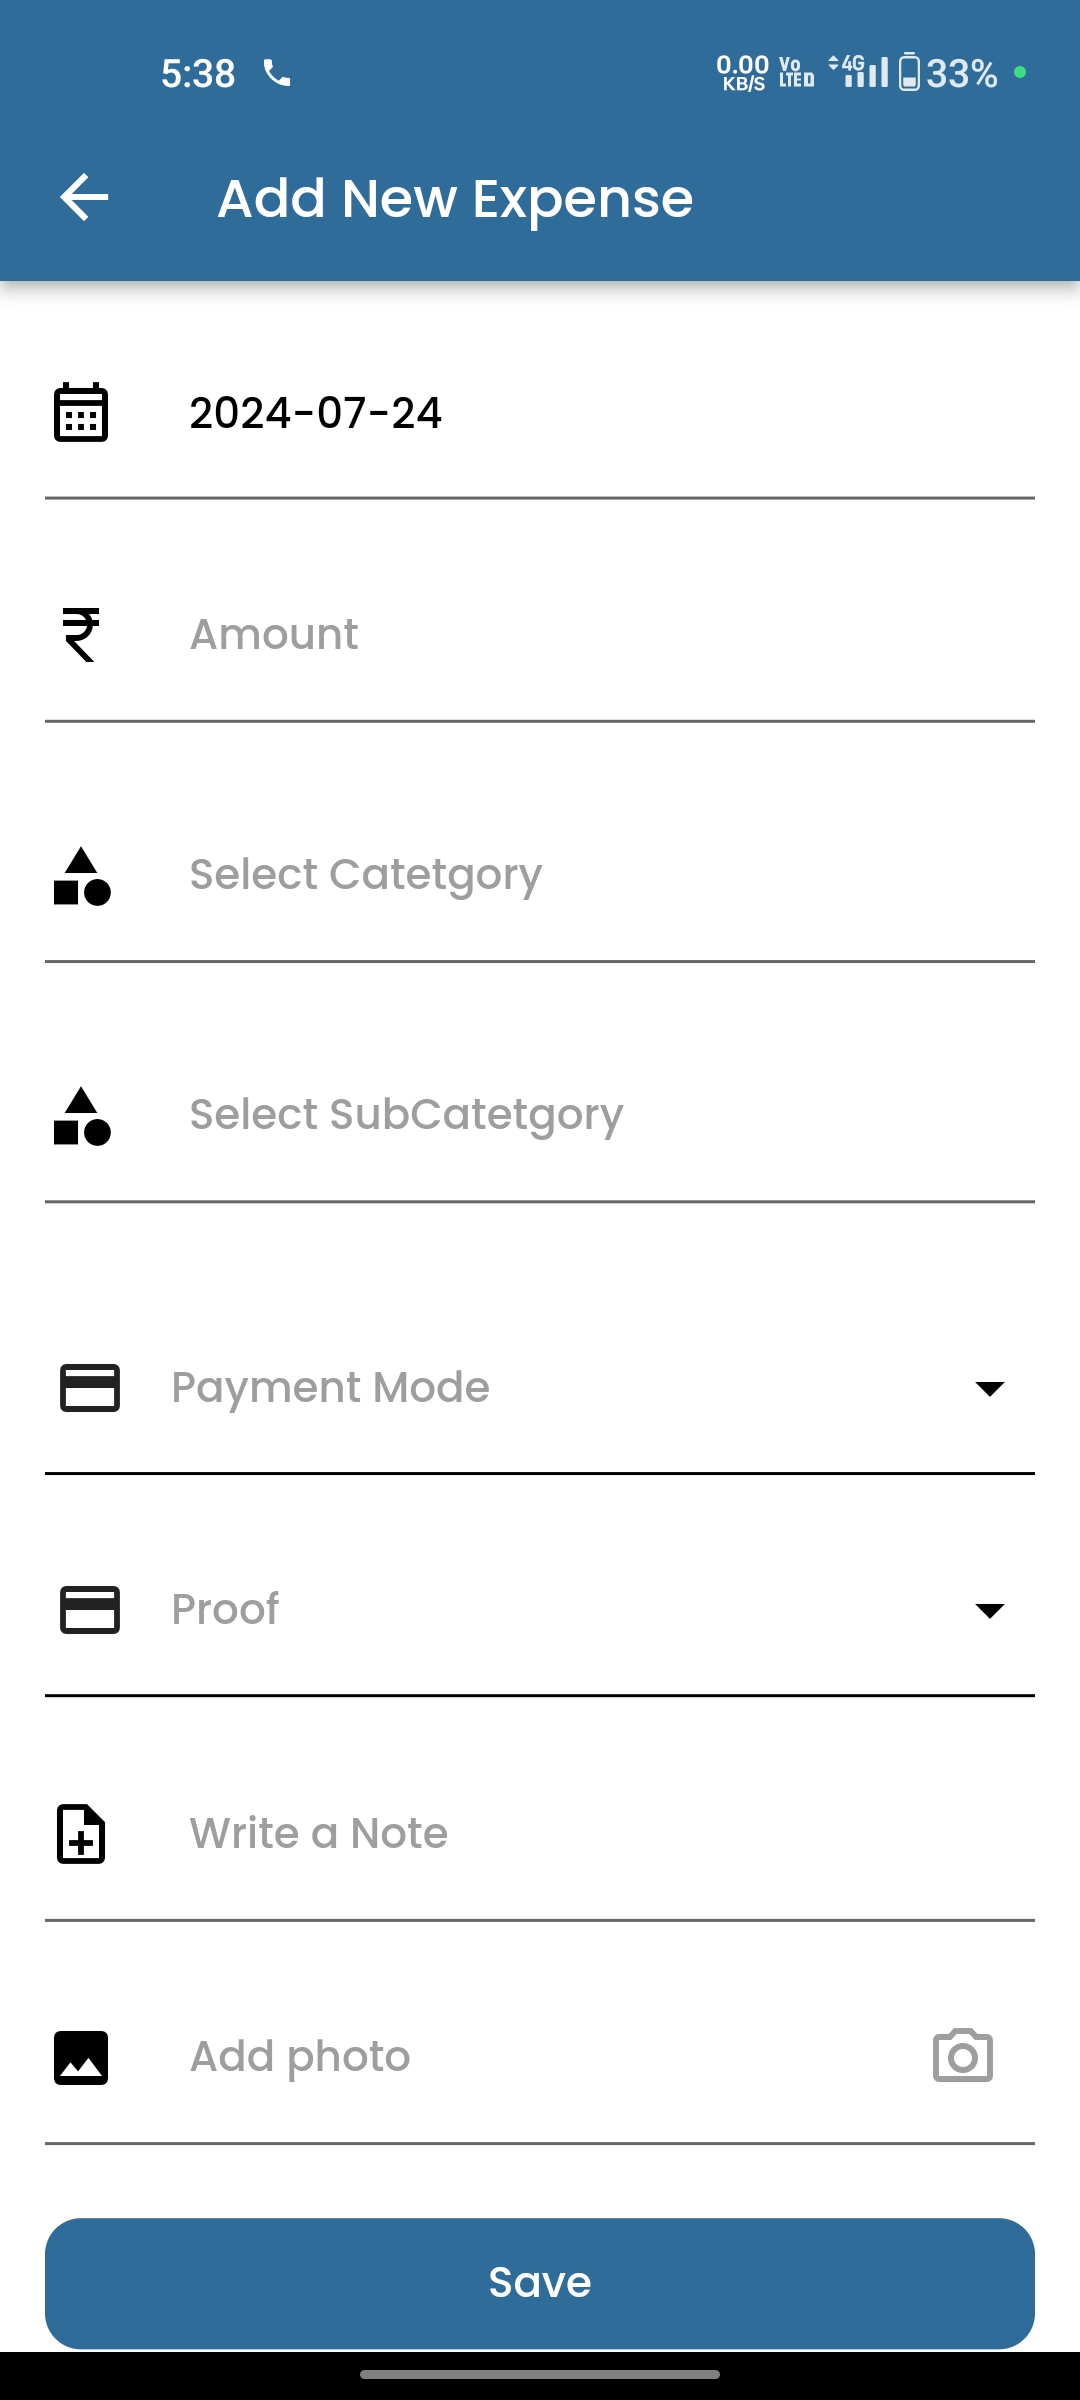 5:38 0.00 KB/S Vo LTE D 4G 33%
Add New Expense
2024-07-24
₹ Amount
Select Catetgory
Select SubCatetgory
Payment Mode
Proof
Write a Note
Add photo
Save